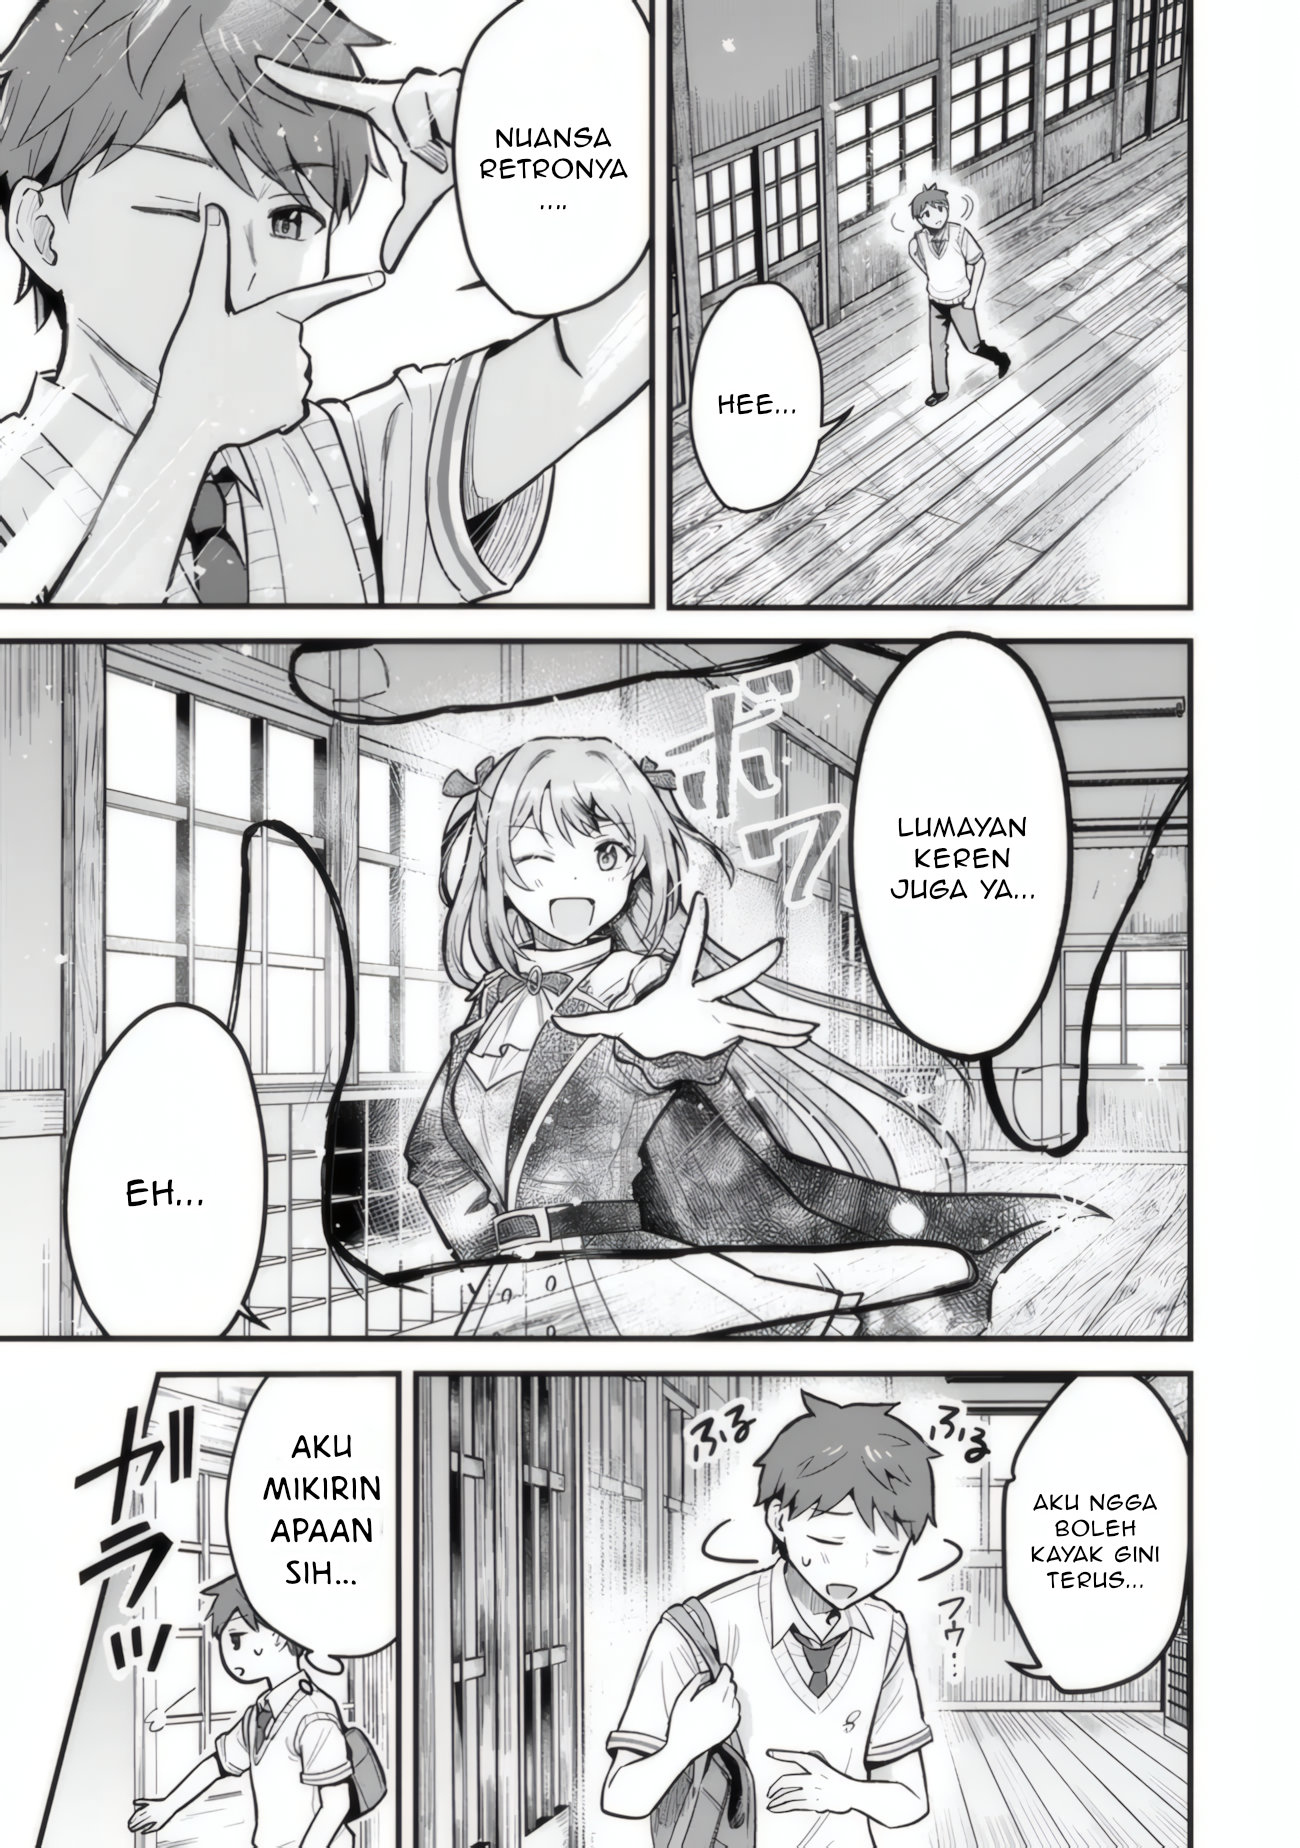 HEE...
NUANSA
RETRONYA
....
LUMAYAN
KEREN
JUGA YA...
ボワ
EH...
AKU NGGA
BOLEH
KAYAK GINI
TERUS...
ふる
ふる
フゥ…
AKU
MIKIRIN
APAAN
SIH...
ガラッ